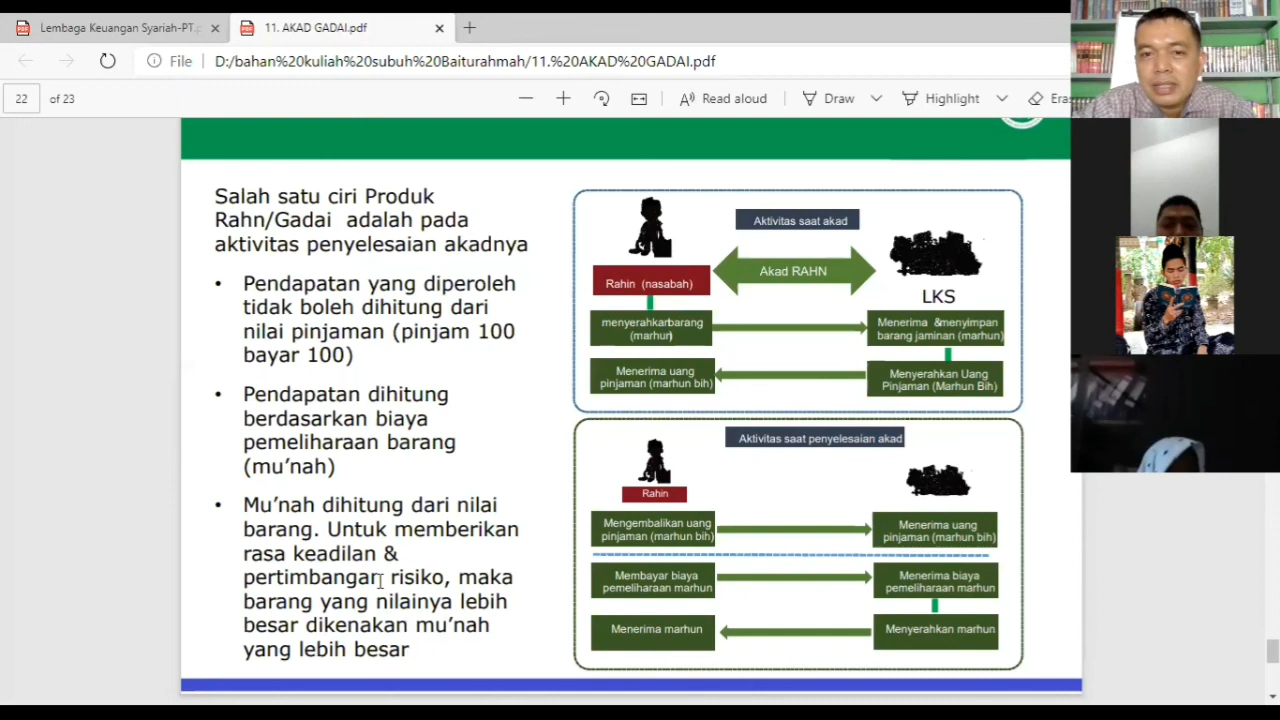 Lembaga Keuangan Syariah-PT.
11. AKAD GADAI.pdf
File
D:/bahan%20kuliah%20subuh%20Baiturahmah/11.%20AKAD%20GADAI.pdf
22 of 23
Read aloud
Draw
Highlight
Eras
Salah satu ciri Produk
Rahn/Gadai adalah pada
aktivitas penyelesaian akadnya
• Pendapatan yang diperoleh
tidak boleh dihitung dari
nilai pinjaman (pinjam 100
bayar 100)
• Pendapatan dihitung
berdasarkan biaya
pemeliharaan barang
(mu’nah)
• Mu’nah dihitung dari nilai
barang. Untuk memberikan
rasa keadilan &
pertimbangan risiko, maka
barang yang nilainya lebih
besar dikenakan mu’nah
yang lebih besar
Aktivitas saat akad
Akad RAHN
Rahin (nasabah)
LKS
menyerahkan barang
(marhun)
Menerima &menyimpan
barang jaminan (marhun)
Menerima uang
pinjaman (marhun bih)
Menyerahkan Uang
Pinjaman (Marhun Bih)
Aktivitas saat penyelesaian akad
Rahin
Mengembalikan uang
pinjaman (marhun bih)
Menerima uang
pinjaman (marhun bih)
Membayar biaya
pemeliharaan marhun
Menerima biaya
pemeliharaan marhun
Menerima marhun
Menyerahkan marhun